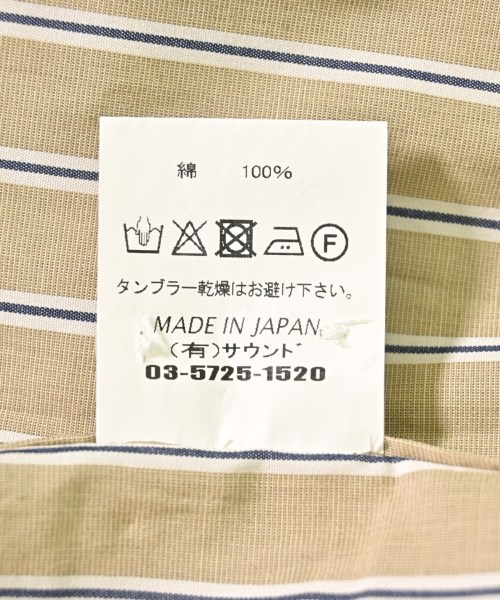 綿 100%
F
タンブラー乾燥はお避け下さい。
MADE IN JAPAN
(有)サウンド
03-5725-1520